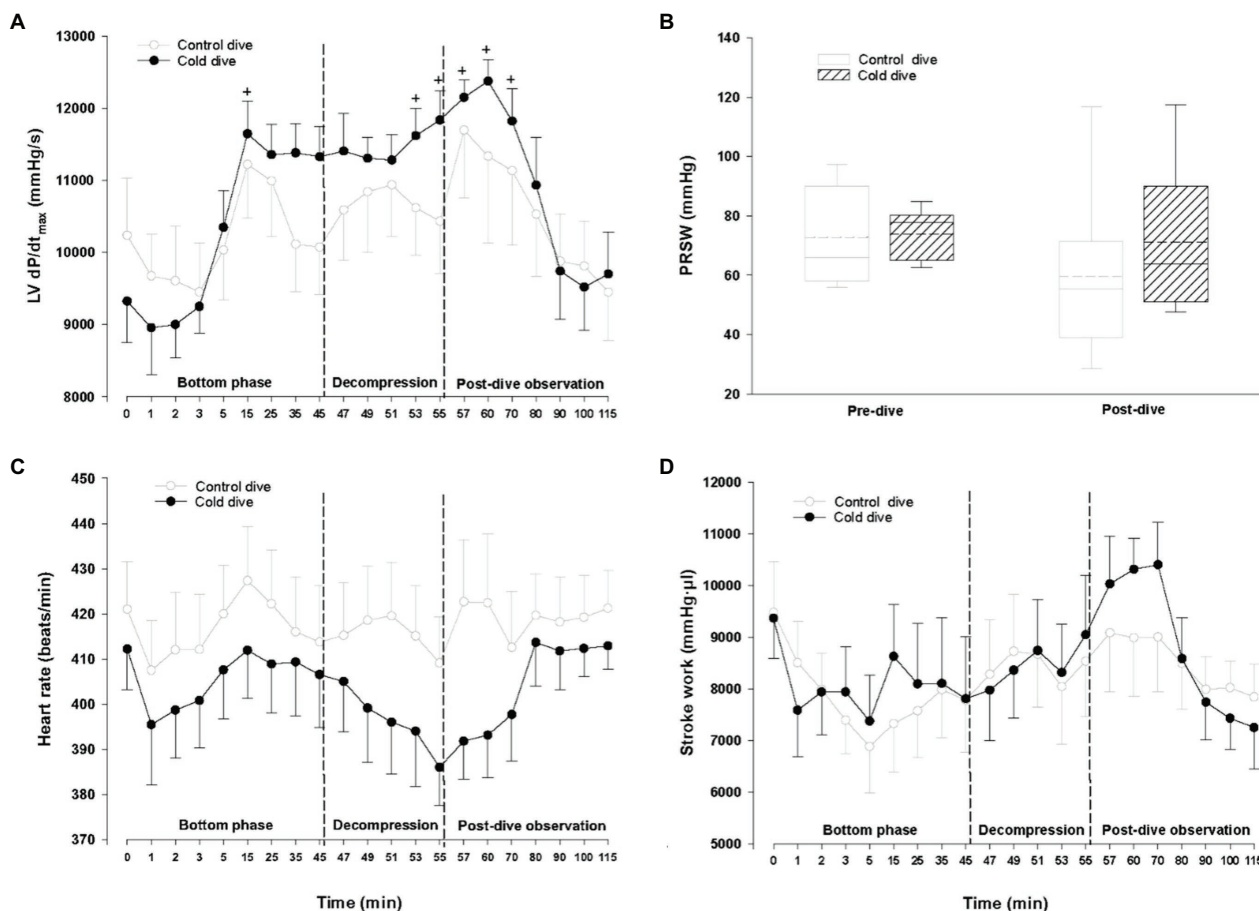 A
Control dive
Cold dive
LV dP/dtmax (mmHg/s)
13000
12000
11000
10000
9000
8000
+ + + + + +
Bottom phase Decompression Post-dive observation
0 1 2 3 5 15 25 35 45 47 49 51 53 55 57 60 70 80 90 100 115
B
Control dive
Cold dive
PRSW (mmHg)
140
120
100
80
60
40
20
Pre-dive Post-dive
C
Control dive
Cold dive
Heart rate (beats/min)
450
440
430
420
410
400
390
380
370
Bottom phase Decompression Post-dive observation
0 1 2 3 5 15 25 35 45 47 49 51 53 55 57 60 70 80 90 100 115
Time (min)
D
Control dive
Cold dive
Stroke work (mmHg·µl)
12000
11000
10000
9000
8000
7000
6000
5000
Bottom phase Decompression Post-dive observation
0 1 2 3 5 15 25 35 45 47 49 51 53 55 57 60 70 80 90 100 115
Time (min)